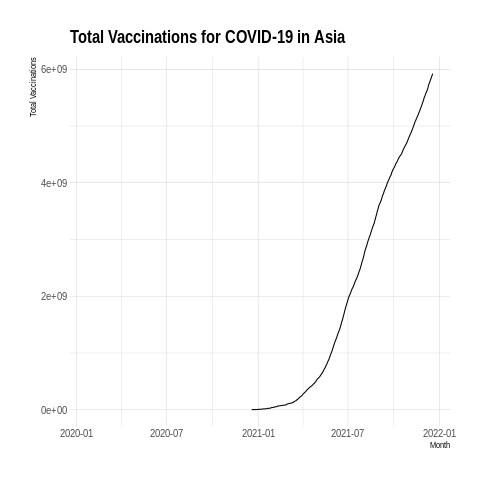 Total Vaccinations for COVID-19 in Asia
Total Vaccinations
6e+09
4e+09
2e+09
0e+00
2020-01 2020-07 2021-01 2021-07 2022-01
Month